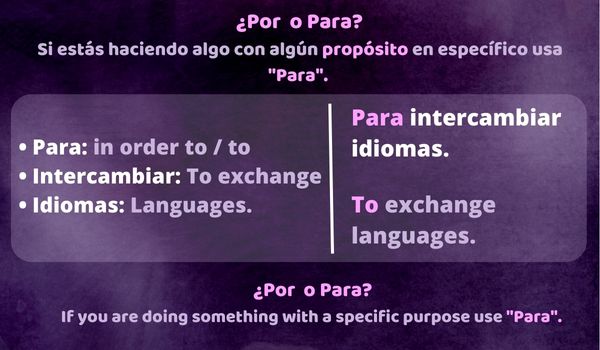 ¿Por o Para?
Si estás haciendo algo con algún propósito en específico usa
"Para".
• Para: in order to / to
• Intercambiar: To exchange
• Idiomas: Languages.
Para intercambiar
idiomas.
To exchange
languages.
¿Por o Para?
If you are doing something with a specific purpose use "Para".